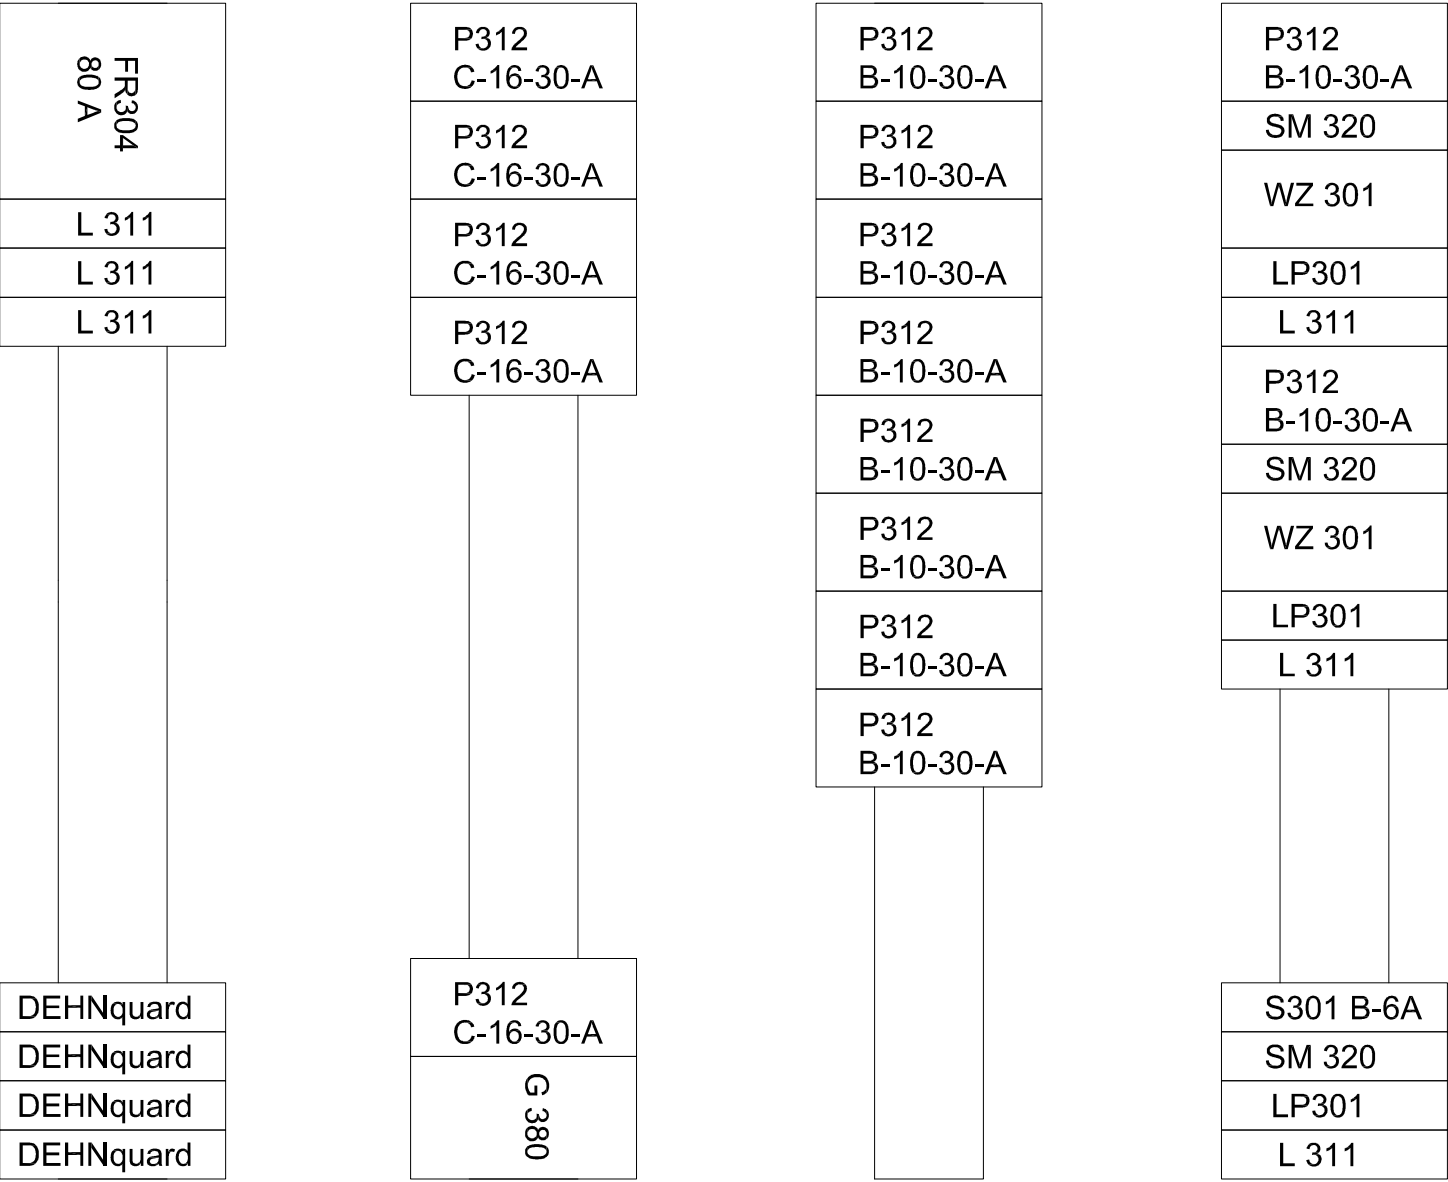 FR304
80 A
L 311
L 311
L 311
DEHNquard
DEHNquard
DEHNquard
DEHNquard
P312
C-16-30-A
P312
C-16-30-A
P312
C-16-30-A
P312
C-16-30-A
P312
C-16-30-A
G 380
P312
B-10-30-A
P312
B-10-30-A
P312
B-10-30-A
P312
B-10-30-A
P312
B-10-30-A
P312
B-10-30-A
P312
B-10-30-A
P312
B-10-30-A
P312
B-10-30-A
SM 320
WZ 301
LP301
L 311
P312
B-10-30-A
SM 320
WZ 301
LP301
L 311
S301 B-6A
SM 320
LP301
L 311